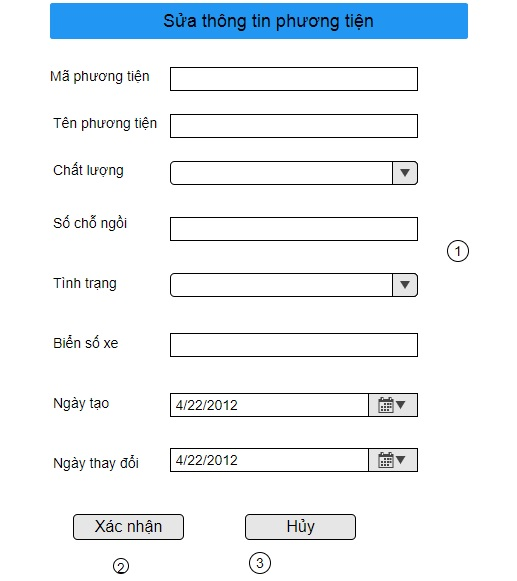 Sửa thông tin phương tiện
Mã phương tiện
Tên phương tiện
Chất lượng
Số chỗ ngồi
1
Tình trạng
Biển số xe
Ngày tạo 4/22/2012
Ngày thay đổi 4/22/2012
Xác nhận Hủy
2 3